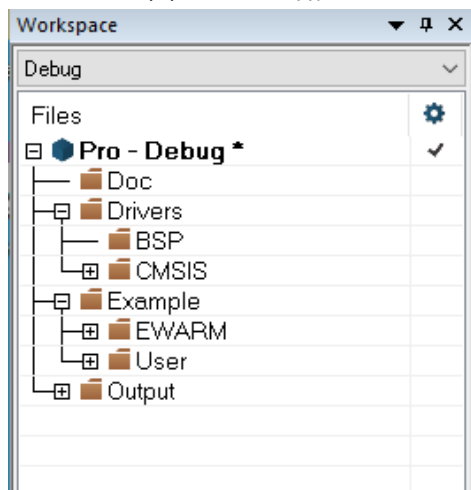 Workspace
Debug
Files
Pro - Debug *
Doc
Drivers
BSP
CMSIS
Example
EWARM
User
Output